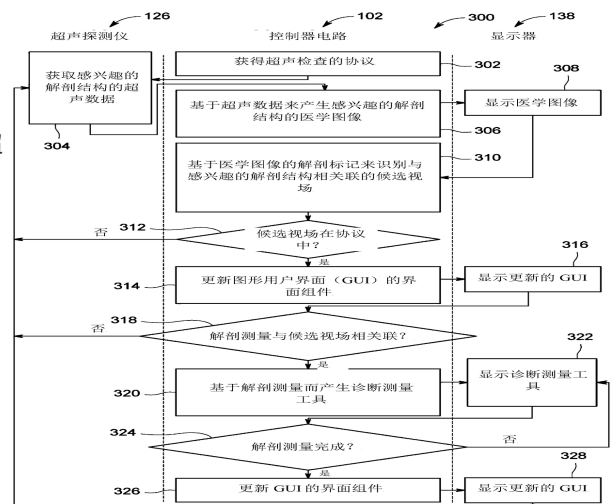 126
102
300
138
超声探测仪
控制器电路
显示器
获得超声检查的协议
302
获取感兴趣的
解剖结构的超
声数据
304
308
基于超声数据来产生感兴趣的解剖
结构的医学图像
306
显示医学图像
310
基于医学图像的解剖标记来识别与
感兴趣的解剖结构相关联的候选视
场
312
否
候选视场在协议
中?
是
314
更新图形用户界面（GUI）的界
面组件
316
显示更新的 GUI
318
否
解剖测量与候选视场相关联?
是
320
基于解剖测量而产生诊断测量
工具
322
显示诊断测量工
具
324
解剖测量完成?
否
是
326
更新 GUI 的界面组件
328
显示更新的 GUI